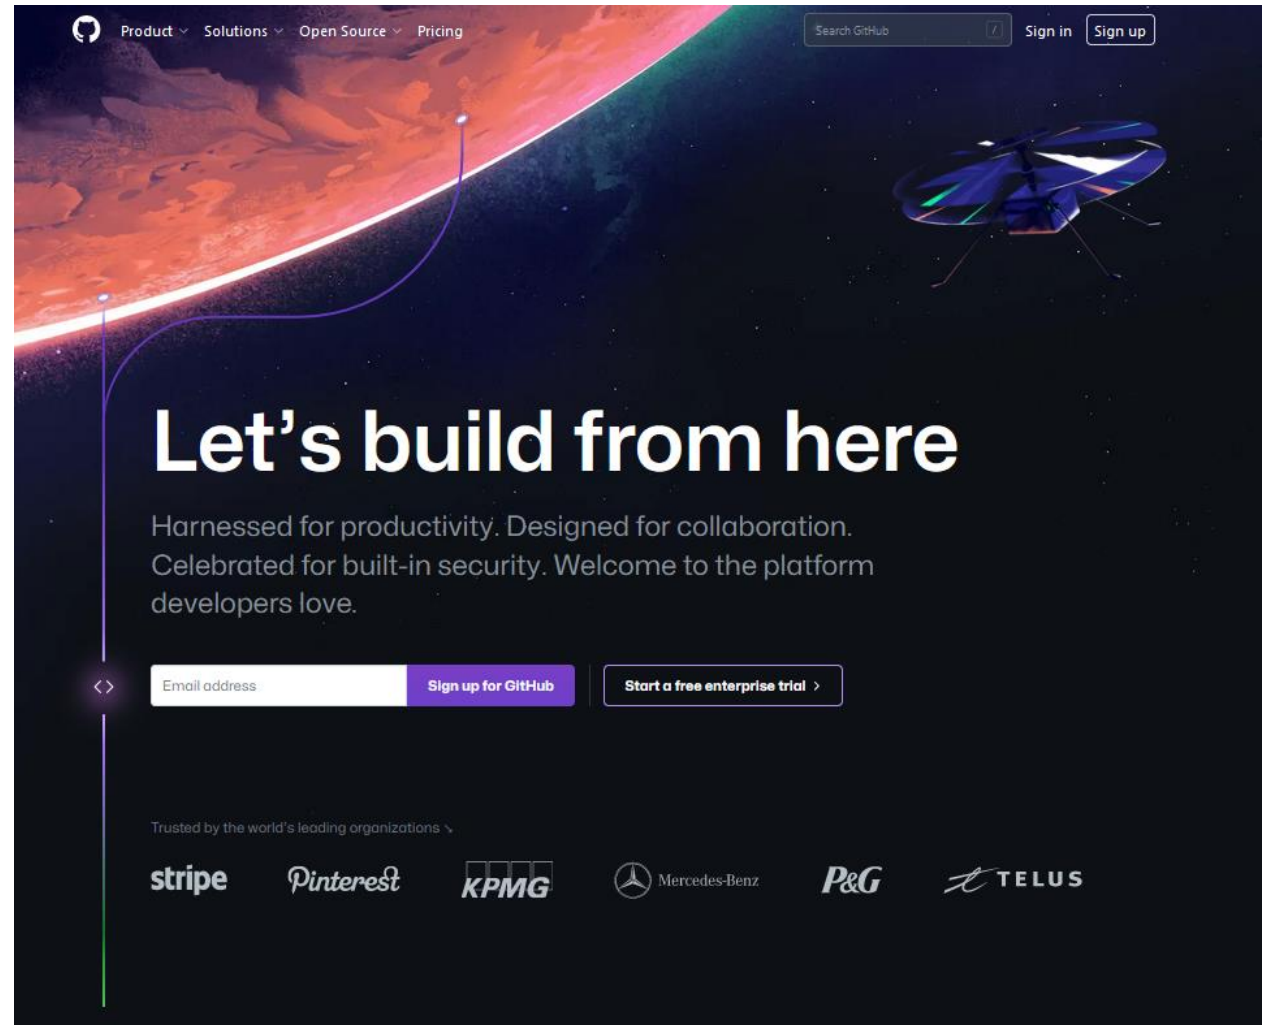 Product Solutions Open Source Pricing Search GitHub / Sign in Sign up
Let’s build from here
Harnessed for productivity. Designed for collaboration.
Celebrated for built-in security. Welcome to the platform
developers love.
Email address Sign up for GitHub Start a free enterprise trial
Trusted by the world's leading organizations ↘
stripe Pinterest KPMG Mercedes-Benz P&G TELUS